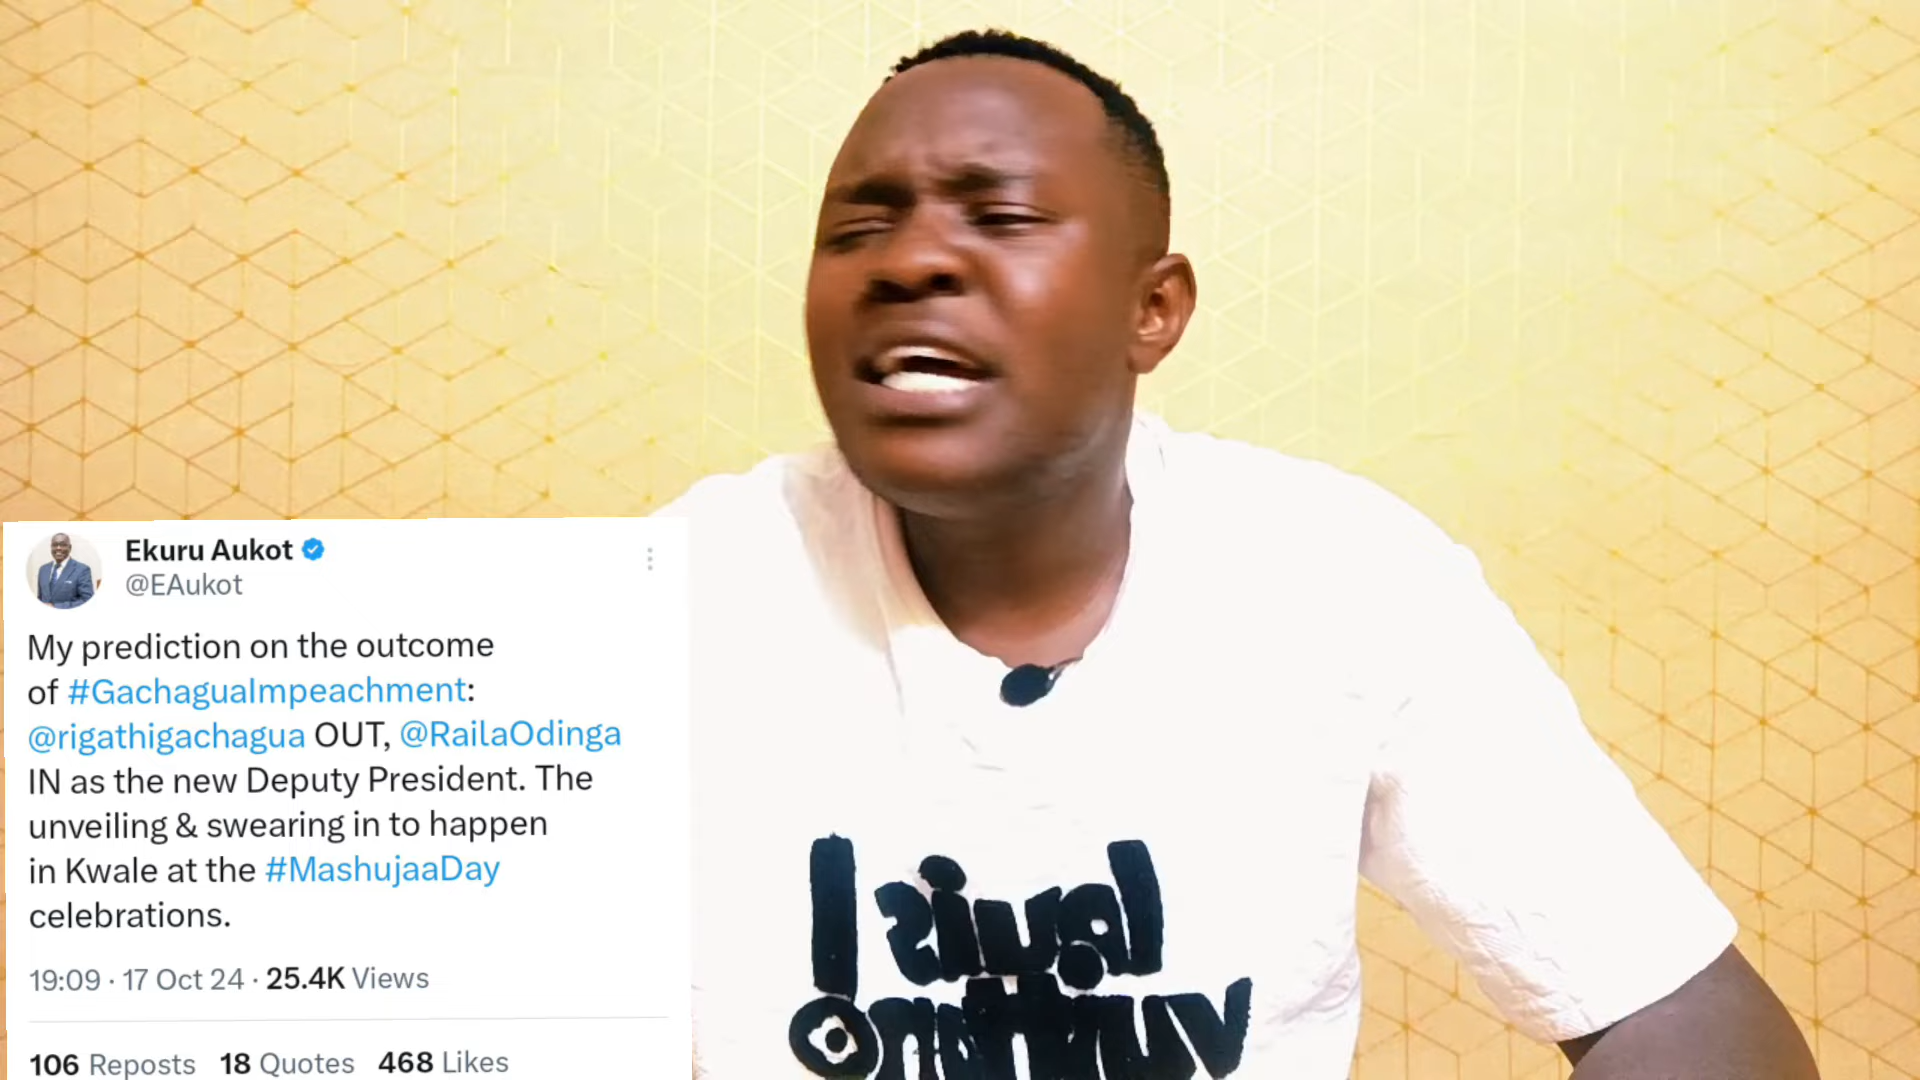 Ekuru Aukot
@EAukot
My prediction on the outcome
of #GachaguaImpeachment:
@rigathigachagua OUT, @RailaOdinga
IN as the new Deputy President. The
unveiling & swearing in to happen
in Kwale at the #MashujaaDay
celebrations.
19:09 · 17 Oct 24 · 25.4K Views
106 Reposts 18 Quotes 468 Likes